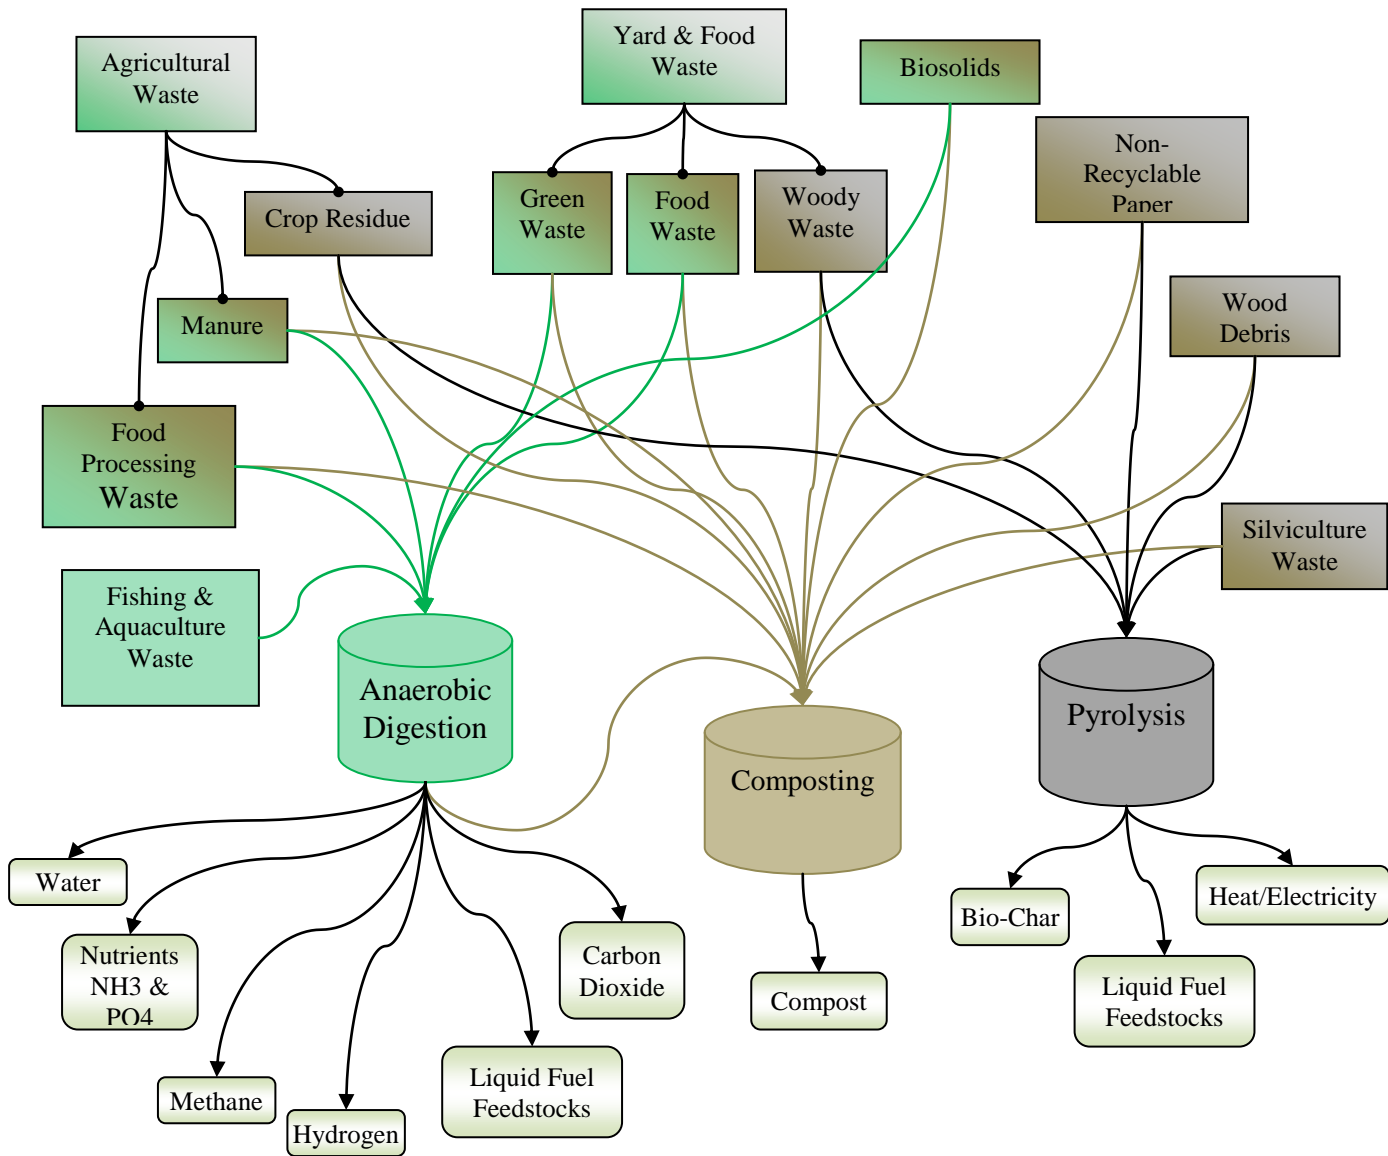 Agricultural
Waste
Yard & Food
Waste
Biosolids
Non-
Recyclable
Paper
Crop Residue
Green
Waste
Food
Waste
Woody
Waste
Manure
Wood
Debris
Food
Processing
Waste
Silviculture
Waste
Fishing &
Aquaculture
Waste
Anaerobic
Digestion
Composting
Pyrolysis
Water
Nutrients
NH3 &
PO4
Methane
Hydrogen
Liquid Fuel
Feedstocks
Carbon
Dioxide
Compost
Bio-Char
Liquid Fuel
Feedstocks
Heat/Electricity